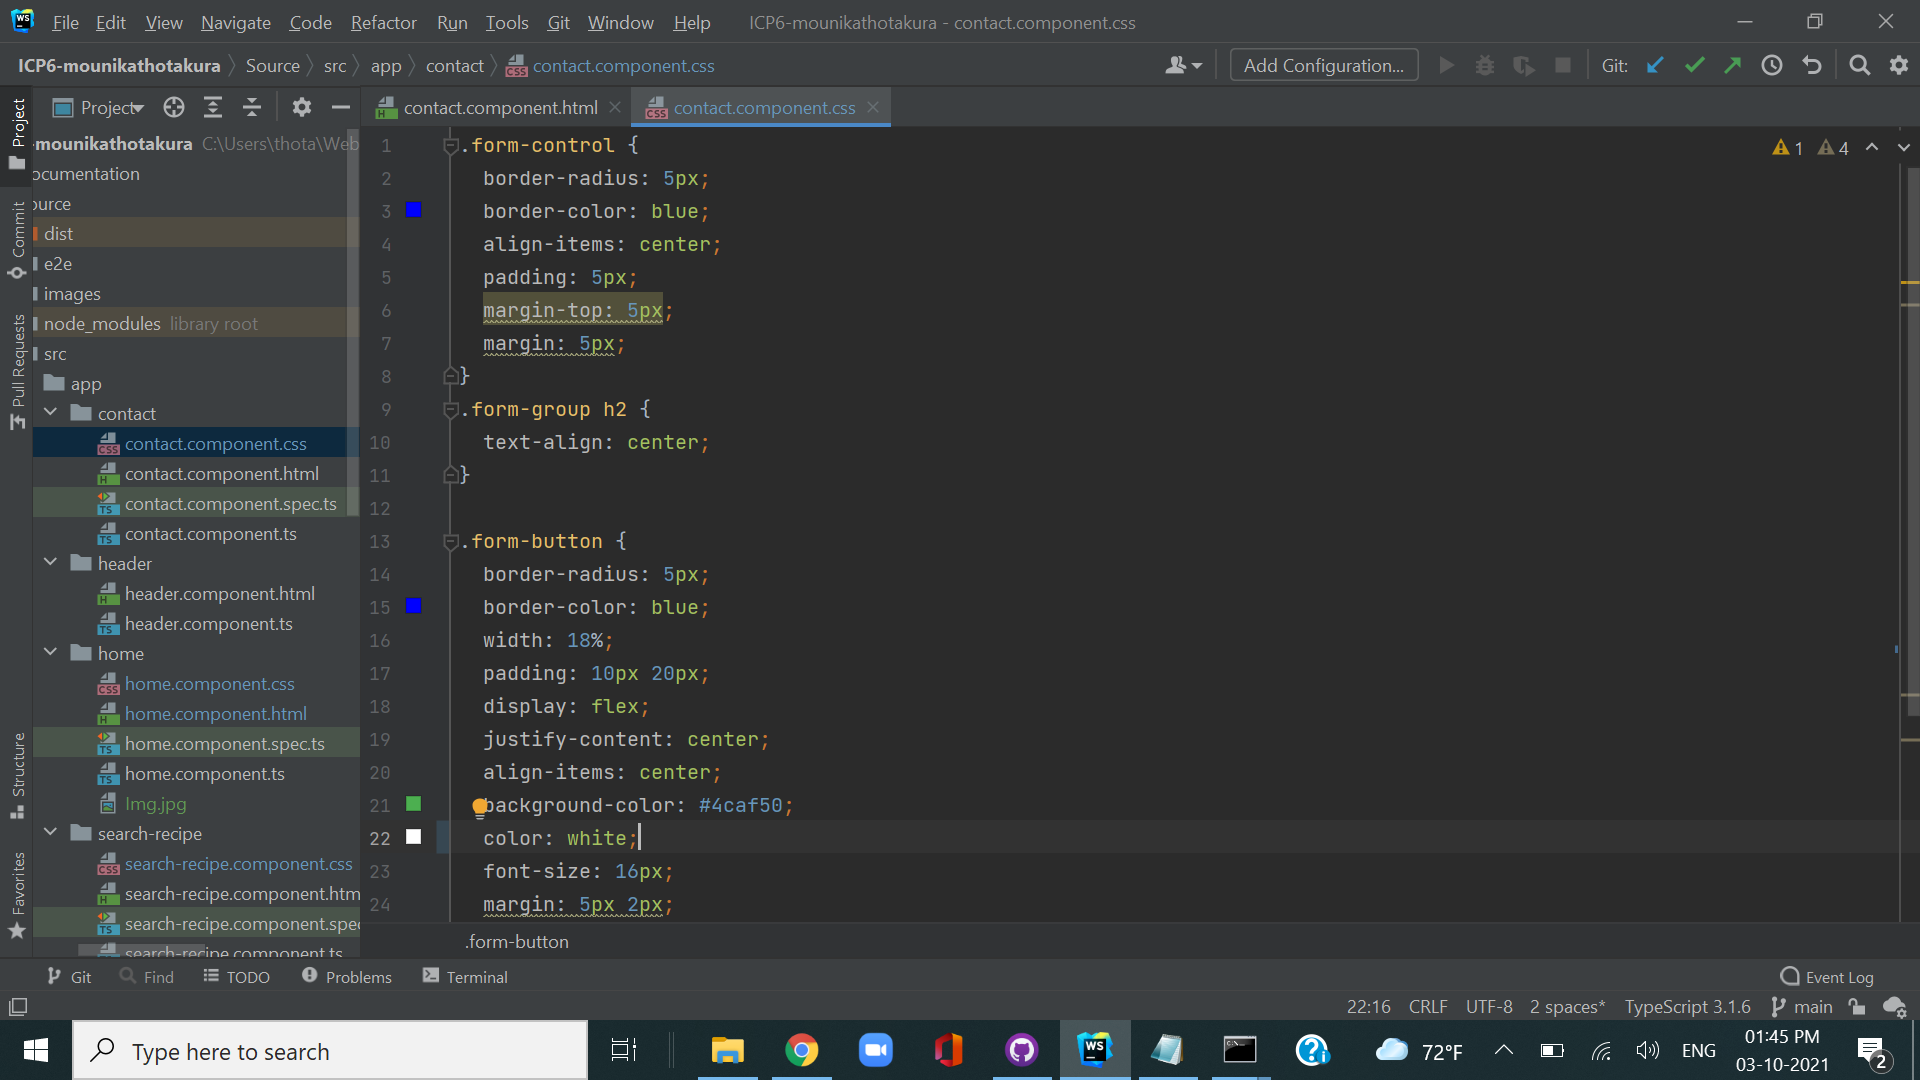 File Edit View Navigate Code Refactor Run Tools Git Window Help ICP6-mounikathotakura - contact.component.css
ICP6-mounikathotakura Source src app contact contact.component.css Add Configuration... Git:
Project contact.component.html contact.component.css
-mounikathotakura C:\Users\thota\Web
ocumentation
ource
dist
e2e
images
node_modules library root
src
app
contact
contact.component.css
contact.component.html
contact.component.spec.ts
contact.component.ts
header
header.component.html
header.component.ts
home
home.component.css
home.component.html
home.component.spec.ts
home.component.ts
Img.jpg
search-recipe
search-recipe.component.css
search-recipe.component.htm
search-recipe.component.spec
search-recipe.component.ts
Project
Commit
Pull Requests
Structure
Favorites
1 .form-control {
2 border-radius: 5px;
3 border-color: blue;
4 align-items: center;
5 padding: 5px;
6 margin-top: 5px;
7 margin: 5px;
8 }
9 .form-group h2 {
10 text-align: center;
11 }
12
13 .form-button {
14 border-radius: 5px;
15 border-color: blue;
16 width: 18%;
17 padding: 10px 20px;
18 display: flex;
19 justify-content: center;
20 align-items: center;
21 background-color: #4caf50;
22 color: white;
23 font-size: 16px;
24 margin: 5px 2px;
1 4
.form-button
Git Find TODO Problems Terminal Event Log
22:16 CRLF UTF-8 2 spaces* TypeScript 3.1.6 main
Type here to search 72°F ENG 01:45 PM
03-10-2021 2